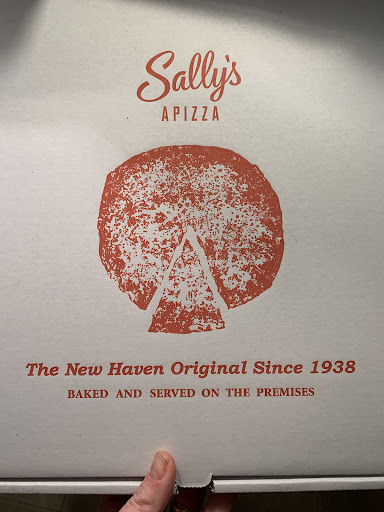 Sally's
APIZZA
The New Haven Original Since 1938
BAKED AND SERVED ON THE PREMISES